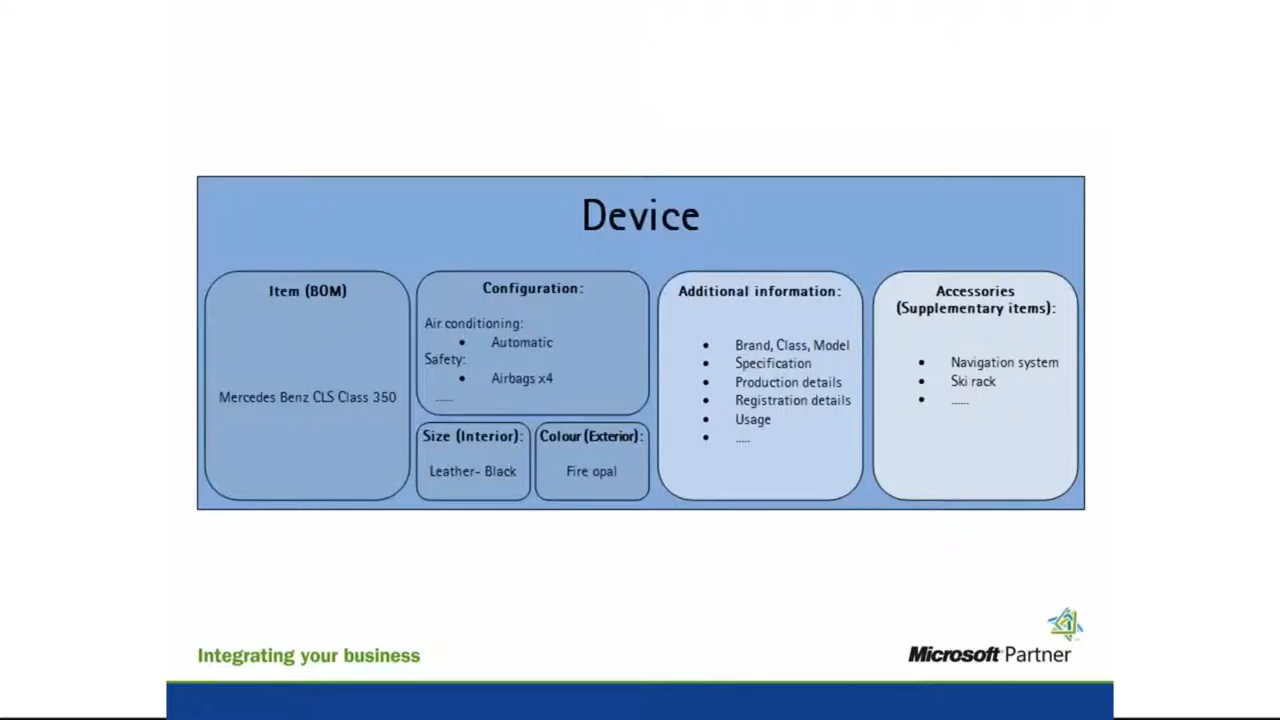 Device
Item (BOM)
Mercedes Benz CLS Class 350
Configuration:
Air conditioning:
• Automatic
Safety:
• Airbags x4
......
Size (Interior):
Leather- Black
Colour (Exterior):
Fire opal
Additional information:
• Brand, Class, Model
• Specification
• Production details
• Registration details
• Usage
• .....
Accessories
(Supplementary items):
• Navigation system
• Ski rack
• ......
Integrating your business
Microsoft Partner